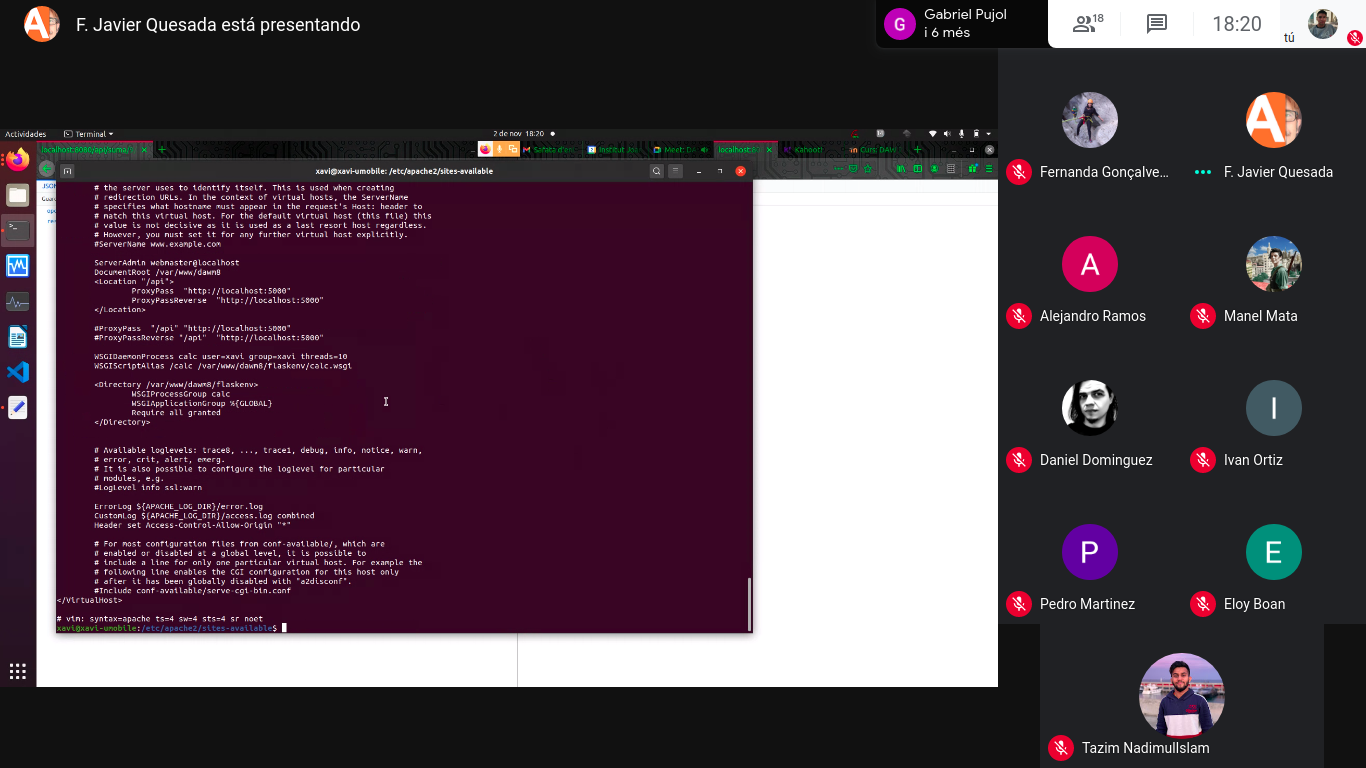 F. Javier Quesada está presentando
G
Gabriel Pujol
i 6 més
18
18:20
tú
Actividades
Terminal
2 de nov 18:20
localhost:8080/api/suma/
Meet: DA
localhost:80
Kahoot!
Curs: DAW
xavi@xavi-umobile: /etc/apache2/sites-available
JSON
# the server uses to identify itself. This is used when creating
# redirection URLs. In the context of virtual hosts, the ServerName
# specifies what hostname must appear in the request's Host: header to
# match this virtual host. For the default virtual host (this file) this
# value is not decisive as it is used as a last resort host regardless.
# However, you must set it for any further virtual host explicitly.
#ServerName www.example.com
ServerAdmin webmaster@localhost
DocumentRoot /var/www/dawm8
<Location "/api">
ProxyPass "http://localhost:5000"
ProxyPassReverse "http://localhost:5000"
</Location>
#ProxyPass "/api" "http://localhost:5000"
#ProxyPassReverse "/api" "http://localhost:5000"
WSGIDaemonProcess calc user=xavi group=xavi threads=10
WSGIScriptAlias /calc /var/www/dawm8/flaskenv/calc.wsgi
<Directory /var/www/dawm8/flaskenv>
WSGIProcessGroup calc
WSGIApplicationGroup %{GLOBAL}
Require all granted
</Directory>
# Available loglevels: trace8, ..., trace1, debug, info, notice, warn,
# error, crit, alert, emerg.
# It is also possible to configure the loglevel for particular
# modules, e.g.
#LogLevel info ssl:warn
ErrorLog ${APACHE_LOG_DIR}/error.log
CustomLog ${APACHE_LOG_DIR}/access.log combined
Header set Access-Control-Allow-Origin "*"
# For most configuration files from conf-available/, which are
# enabled or disabled at a global level, it is possible to
# include a line for only one particular virtual host. For example the
# following line enables the CGI configuration for this host only
# after it has been globally disabled with "a2disconf".
#Include conf-available/serve-cgi-bin.conf
</VirtualHost>
# vim: syntax=apache ts=4 sw=4 sts=4 sr noet
xavi@xavi-umobile:/etc/apache2/sites-available$
Fernanda Gonçalve...
F. Javier Quesada
A
Alejandro Ramos
Manel Mata
Daniel Dominguez
I
Ivan Ortiz
P
Pedro Martinez
E
Eloy Boan
Tazim NadimulIslam